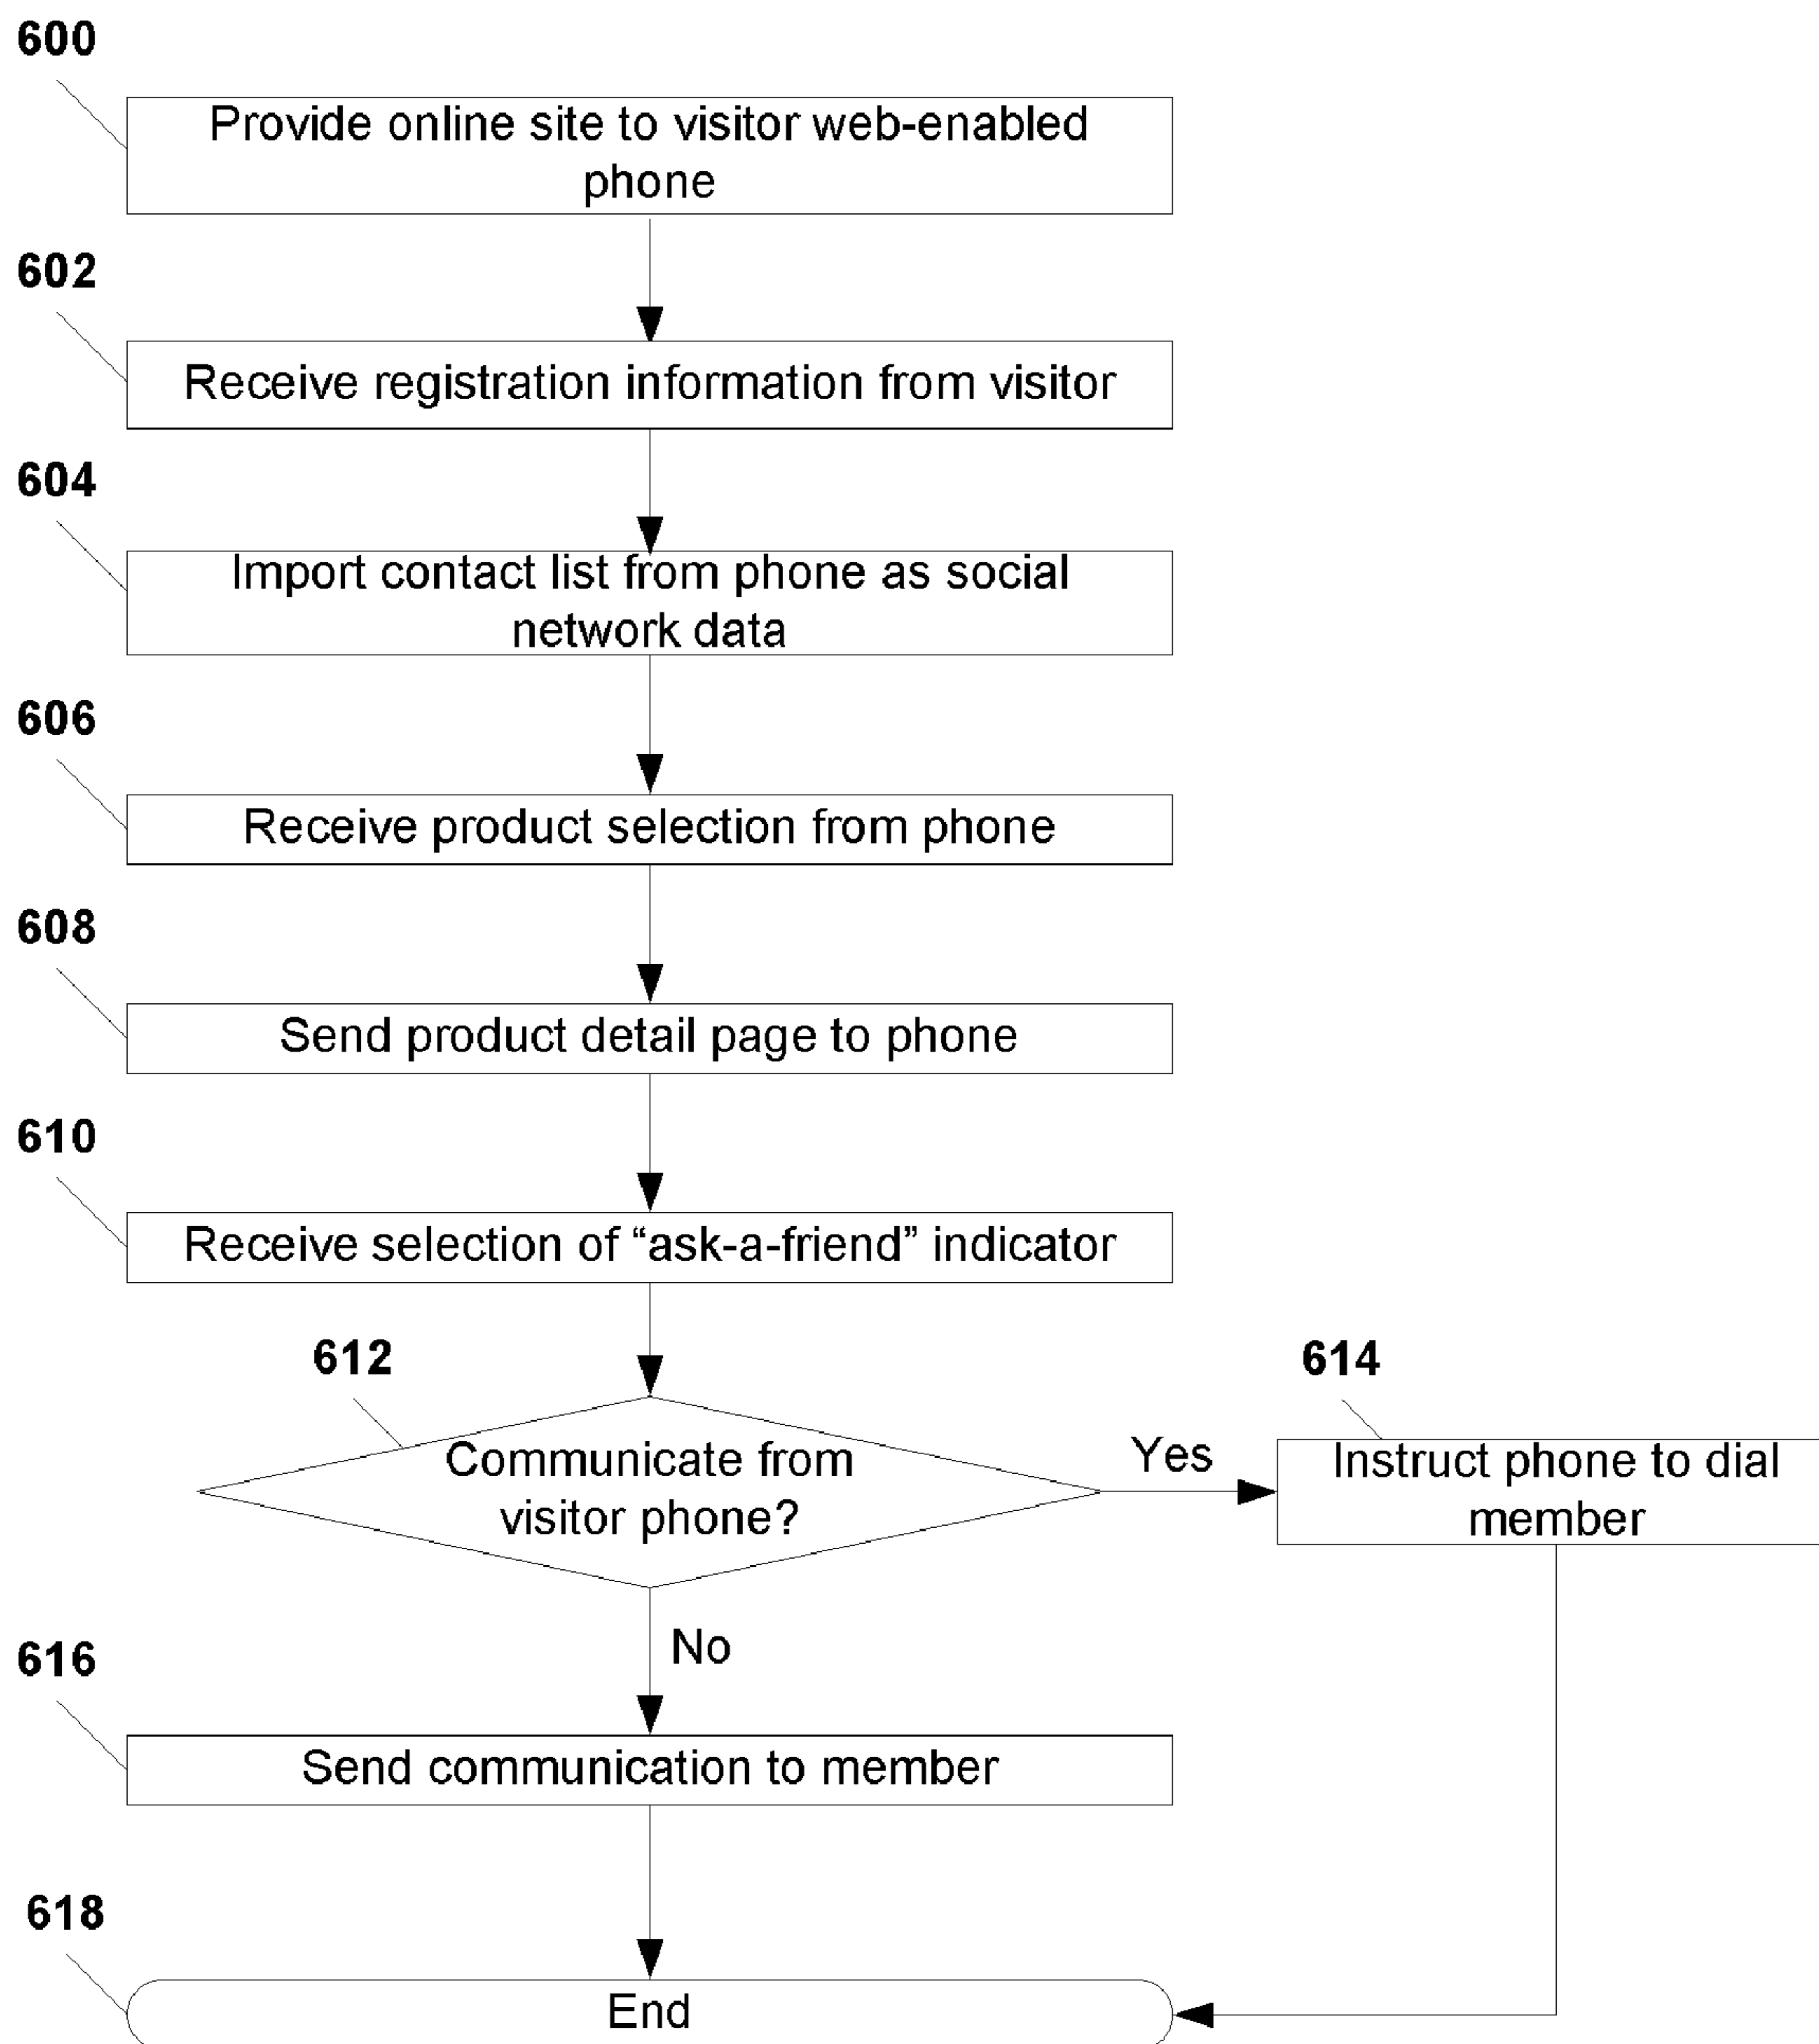 600
Provide online site to visitor web-enabled
phone
602
Receive registration information from visitor
604
Import contact list from phone as social
network data
606
Receive product selection from phone
608
Send product detail page to phone
610
Receive selection of “ask-a-friend” indicator
612
Communicate from
visitor phone?
Yes
614
Instruct phone to dial
member
No
616
Send communication to member
618
End